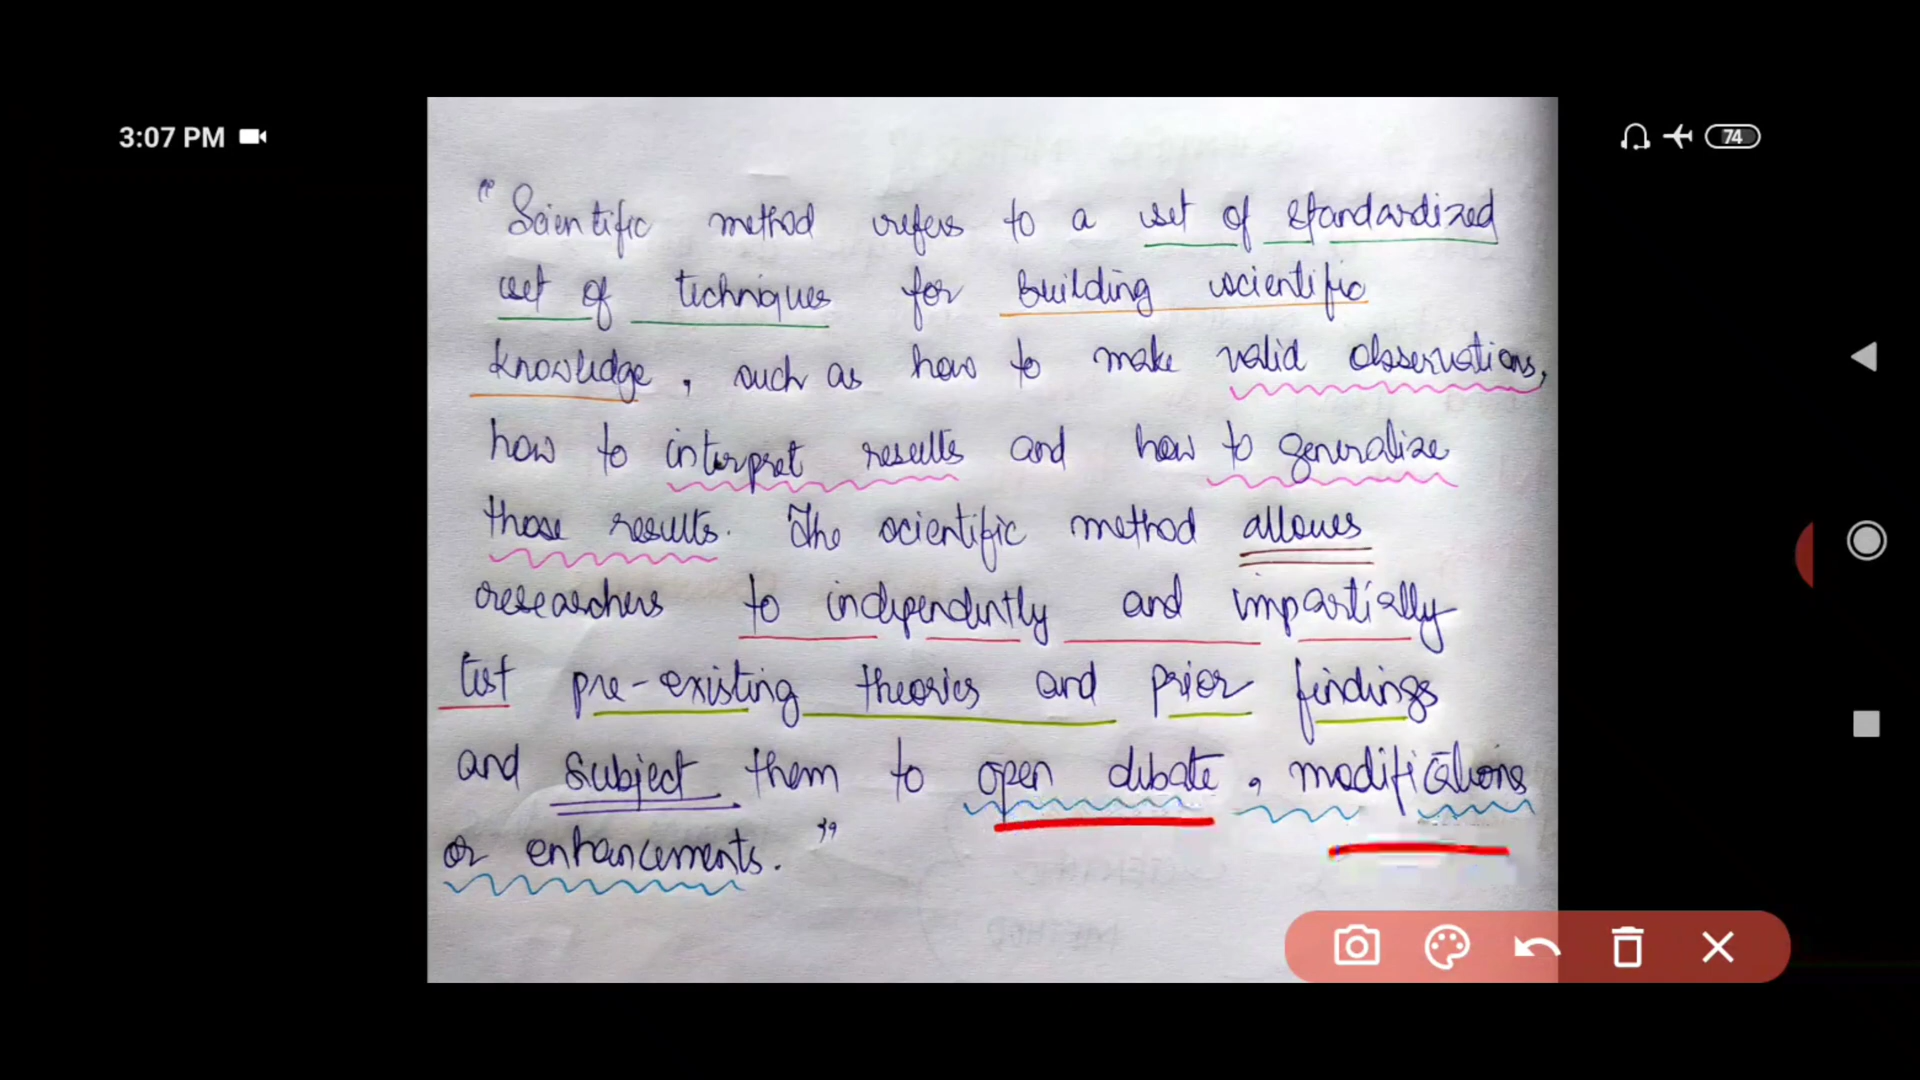 3:07 PM
74
"Scientific method refers to a set of standardized
set of techniques for building scientific
knowledge, such as how to make valid observations,
how to interpret results and how to generalize
those results. The scientific method allows
researchers to independently and impartially
test pre-existing theories and prior findings
and subject them to open debate, modifications
or enhancements."